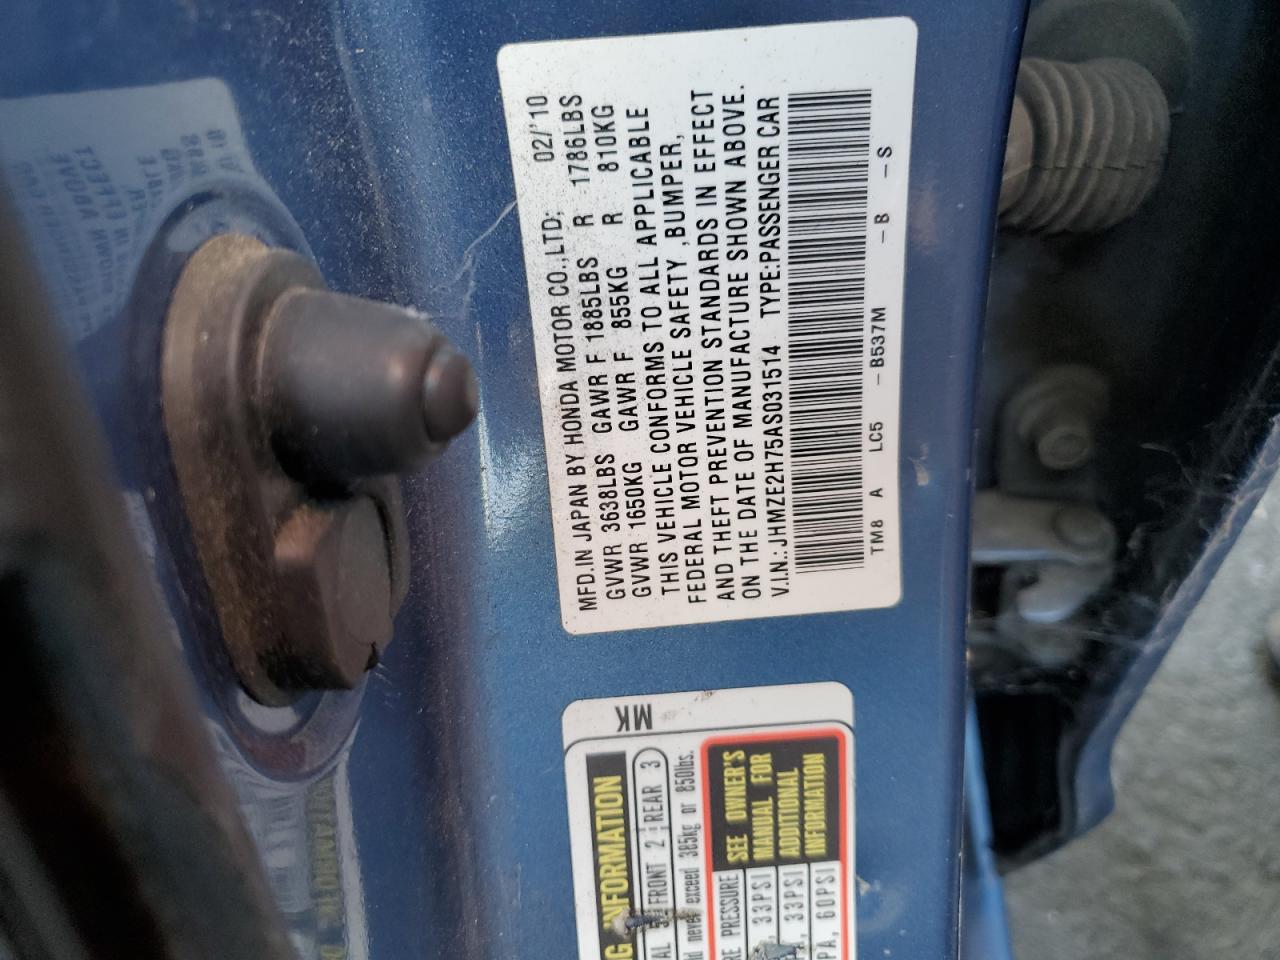 MFD.IN JAPAN BY HONDA MOTOR CO.,LTD; 02/'10
GVWR 3638LBS GAWR F 1885LBS R 1786LBS
GVWR 1650KG GAWR F 855KG R 810KG
THIS VEHICLE CONFORMS TO ALL APPLICABLE
FEDERAL MOTOR VEHICLE SAFETY ,BUMPER,
AND THEFT PREVENTION STANDARDS IN EFFECT
ON THE DATE OF MANUFACTURE SHOWN ABOVE.
V.I.N.:JHMZE2H75AS031514 TYPE:PASSENGER CAR
TM8 A LC5 - B537M - B - S
MK
INFORMATION
FRONT 2 REAR 3
never exceed 385kg or 850lbs.
PRESSURE SEE OWNER'S
33PSI MANUAL FOR
33PSI ADDITIONAL
60PSI INFORMATION